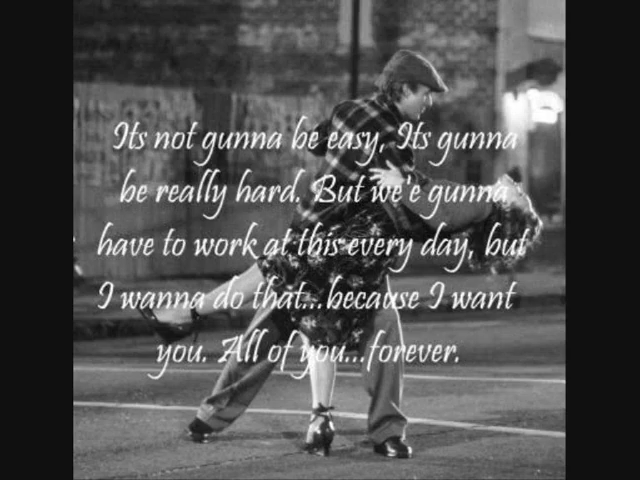 Its not gunna be easy, Its gunna
be really hard. But we'e gunna
have to work at this every day, but
I wanna do that...because I want
you. All of you...forever.